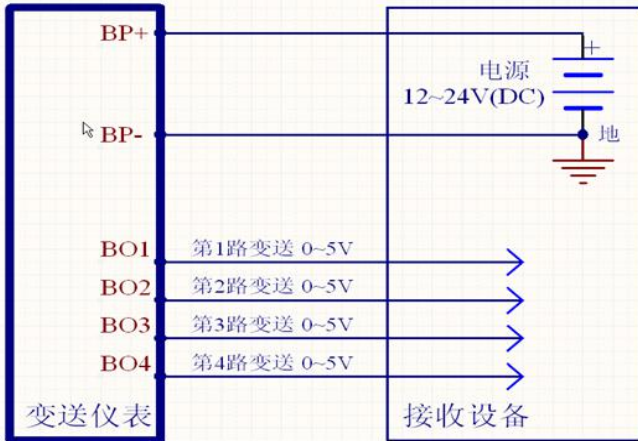 BP+
+
电源
12~24V(DC)
BP-
地
BO1 第1路变送 0~5V
BO2 第2路变送 0~5V
BO3 第3路变送 0~5V
BO4 第4路变送 0~5V
变送仪表 接收设备